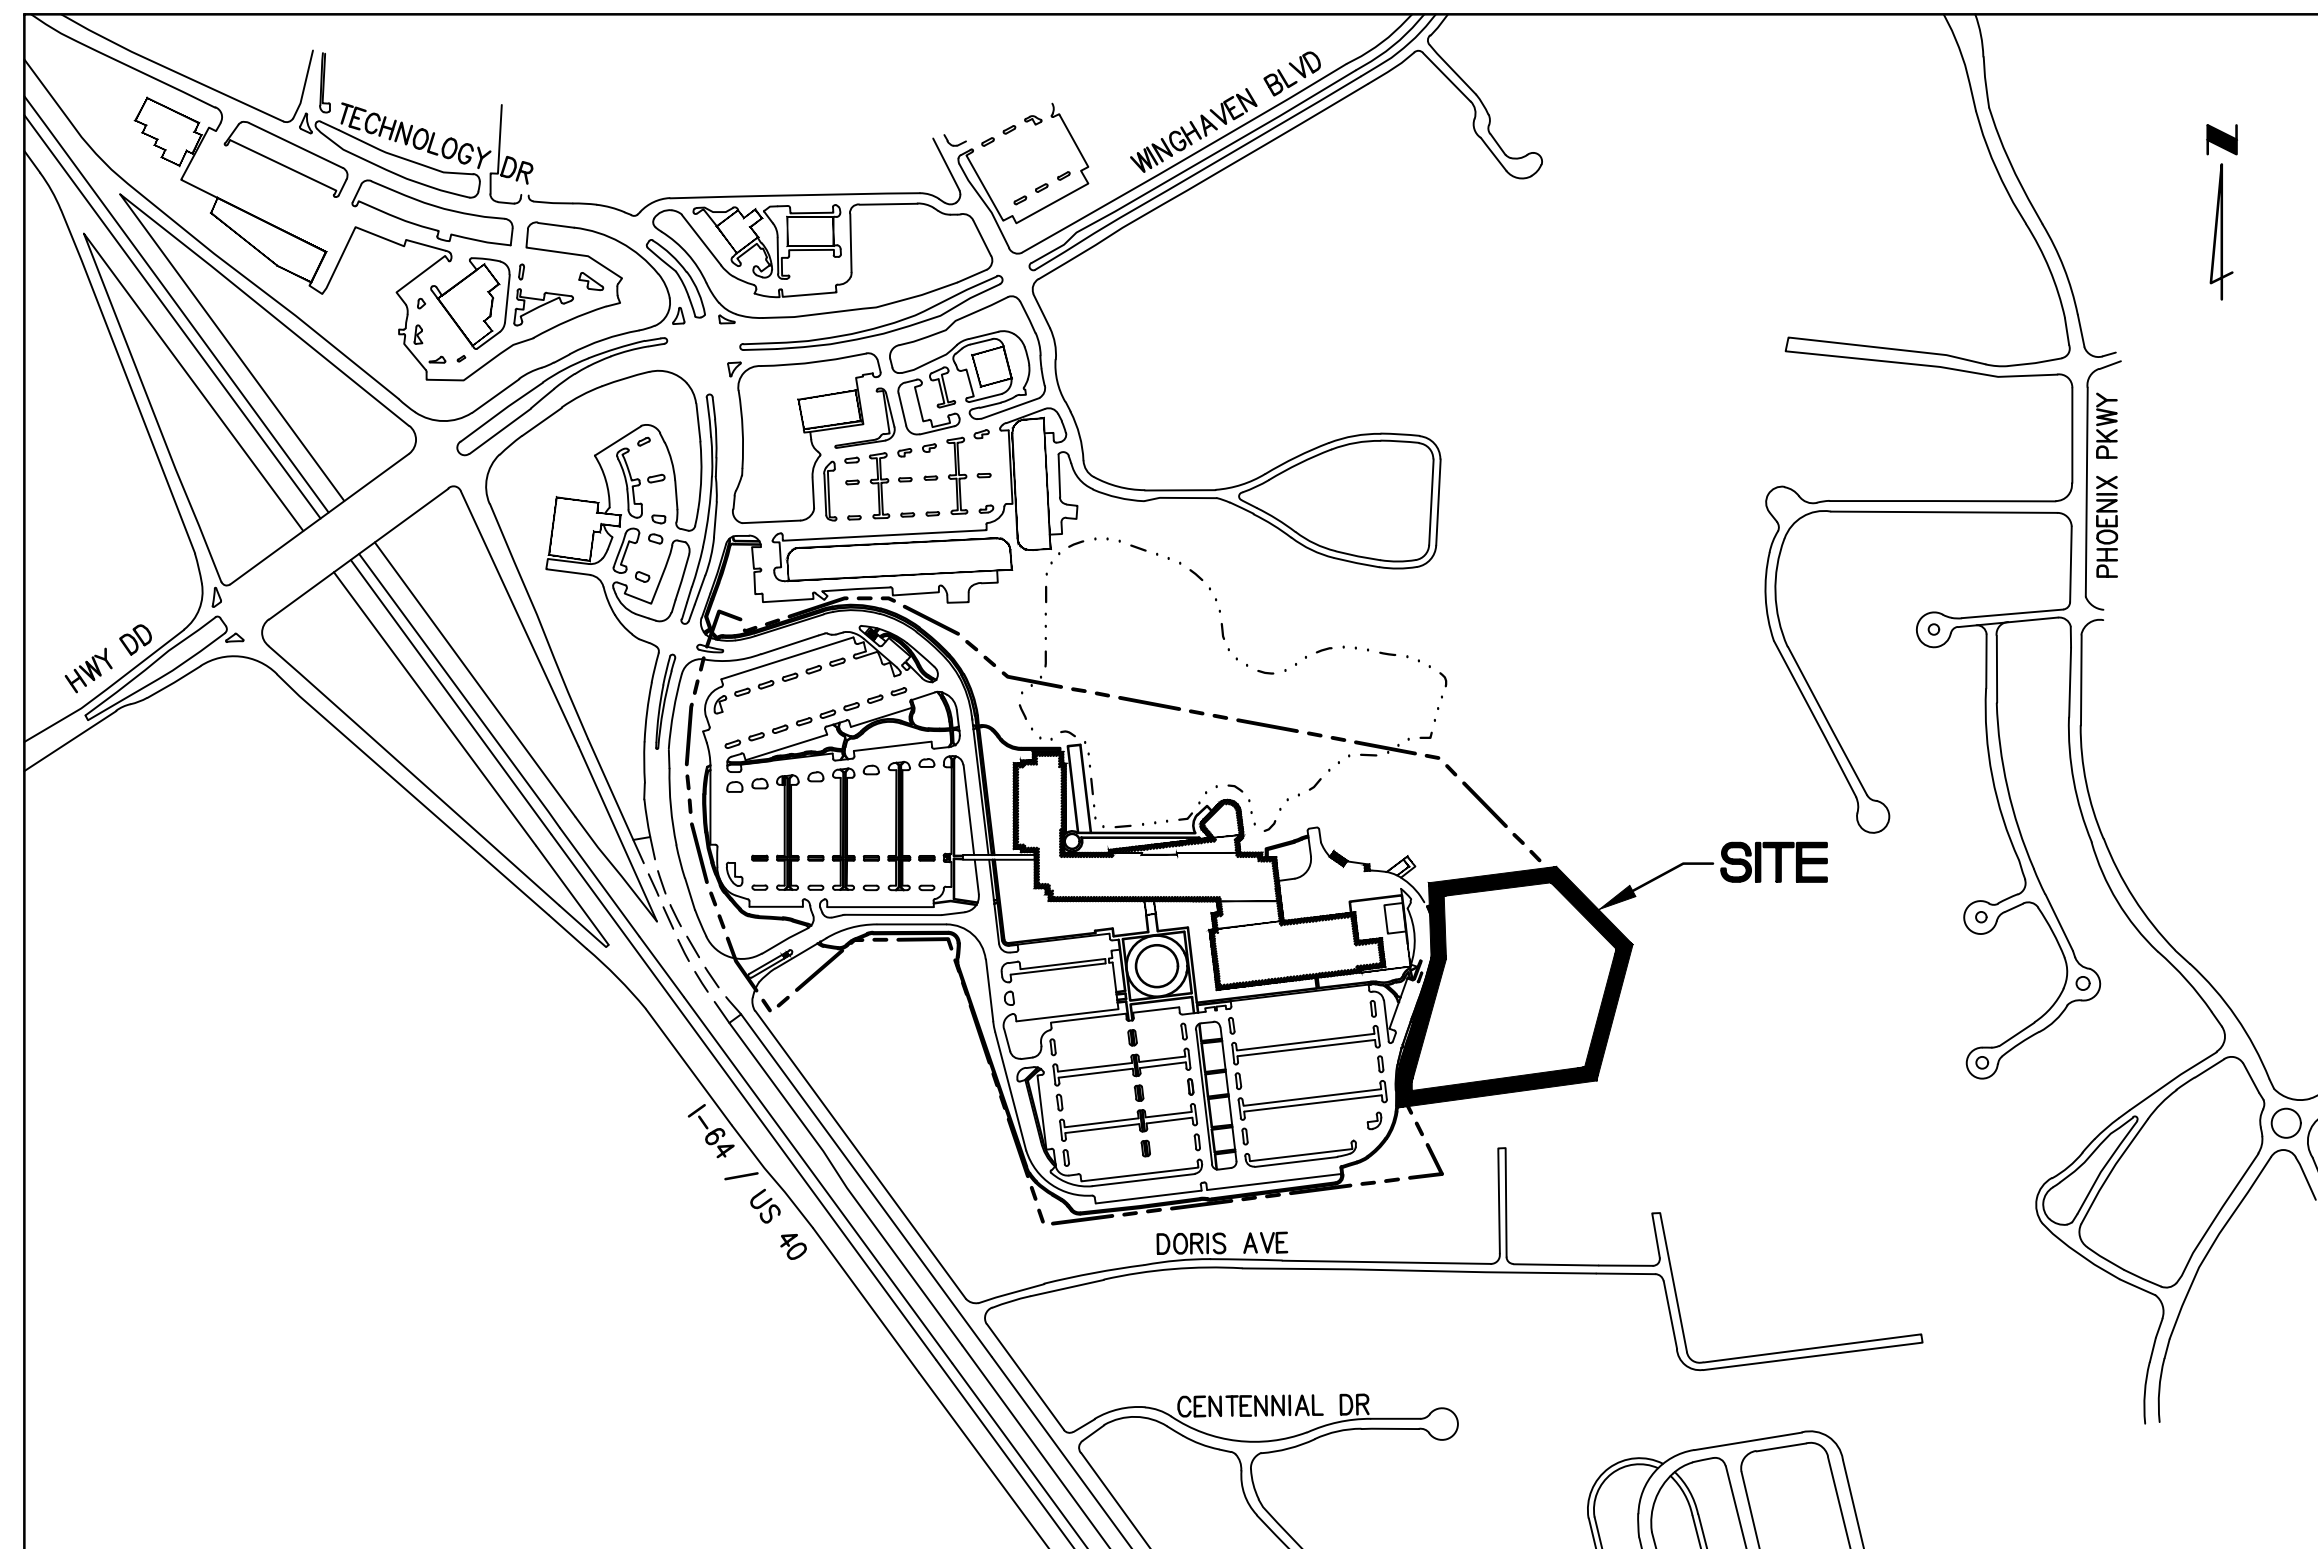 TECHNOLOGY DR
WINGHAVEN BLVD
N
PHOENIX PKWY
HWY DD
SITE
I-64 / US 40
DORIS AVE
CENTENNIAL DR